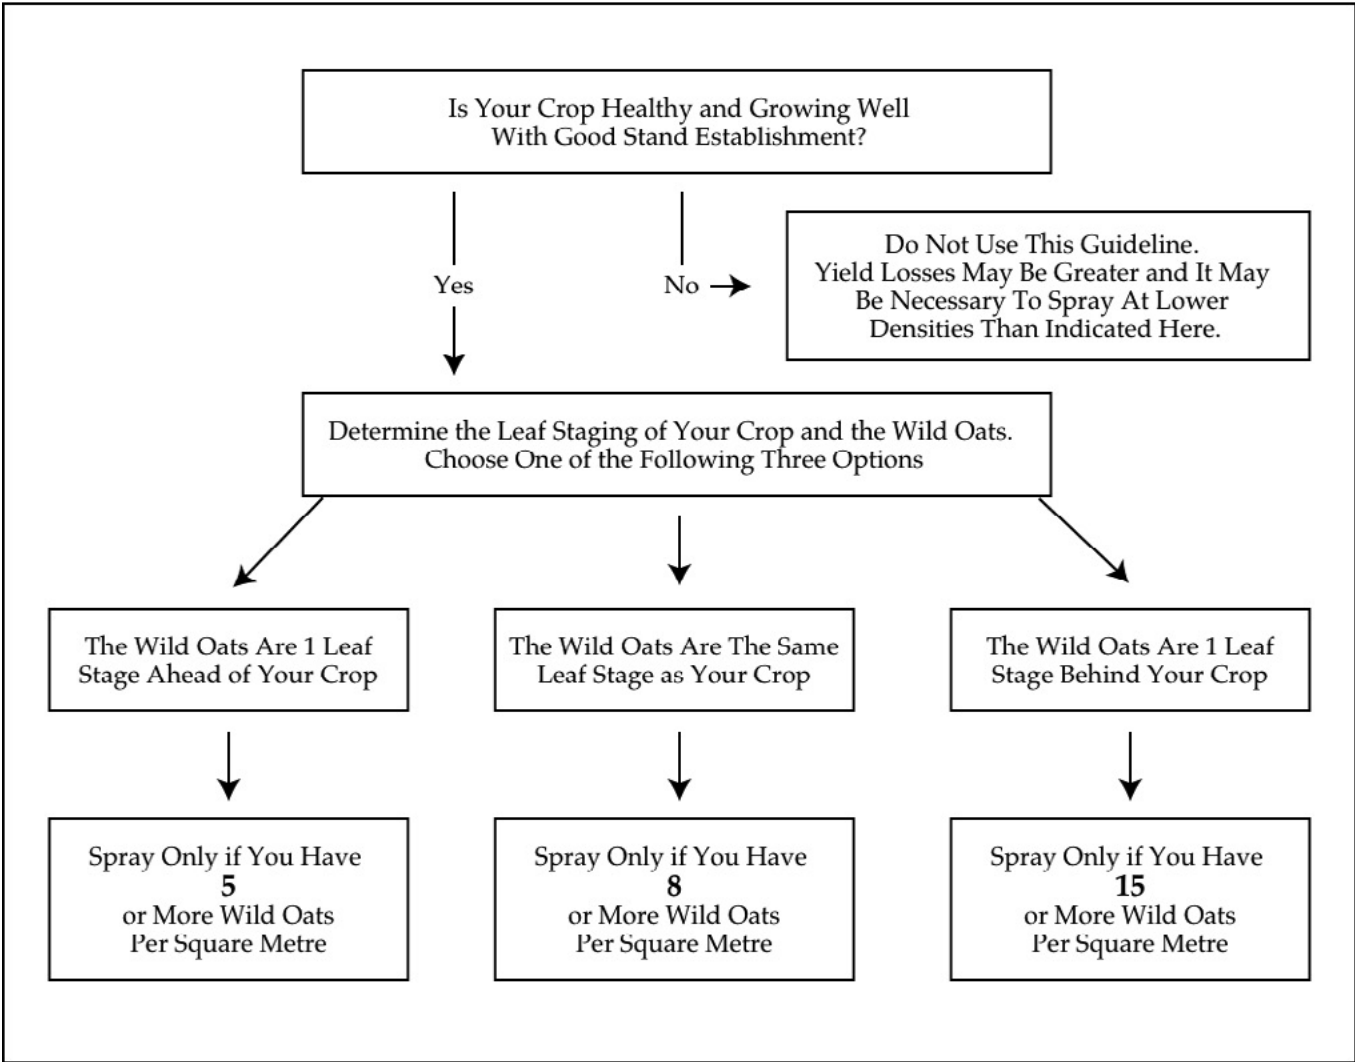 Is Your Crop Healthy and Growing Well
With Good Stand Establishment?
Yes
No
Do Not Use This Guideline.
Yield Losses May Be Greater and It May
Be Necessary To Spray At Lower
Densities Than Indicated Here.
Determine the Leaf Staging of Your Crop and the Wild Oats.
Choose One of the Following Three Options
The Wild Oats Are 1 Leaf
Stage Ahead of Your Crop
The Wild Oats Are The Same
Leaf Stage as Your Crop
The Wild Oats Are 1 Leaf
Stage Behind Your Crop
Spray Only if You Have
5
or More Wild Oats
Per Square Metre
Spray Only if You Have
8
or More Wild Oats
Per Square Metre
Spray Only if You Have
15
or More Wild Oats
Per Square Metre